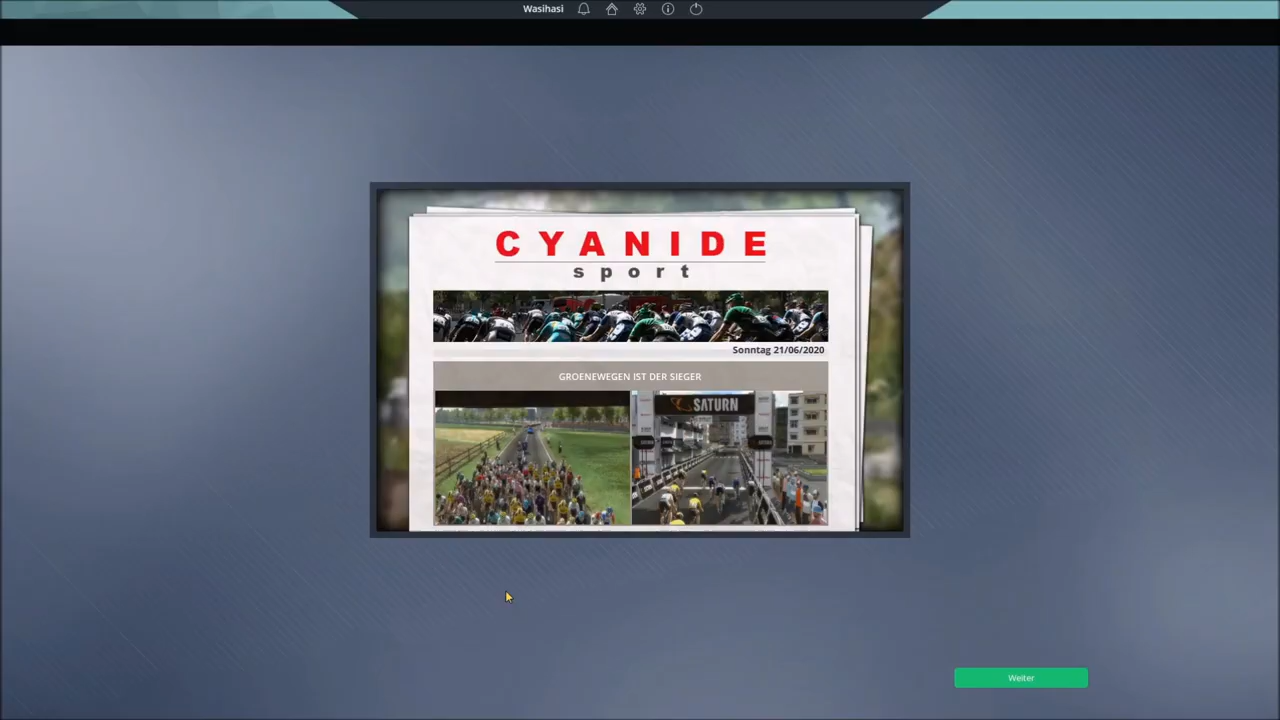 Wasihasi
CYANIDE
sport
Sonntag 21/06/2020
GROENEWEGEN IST DER SIEGER
SATURN
Weiter